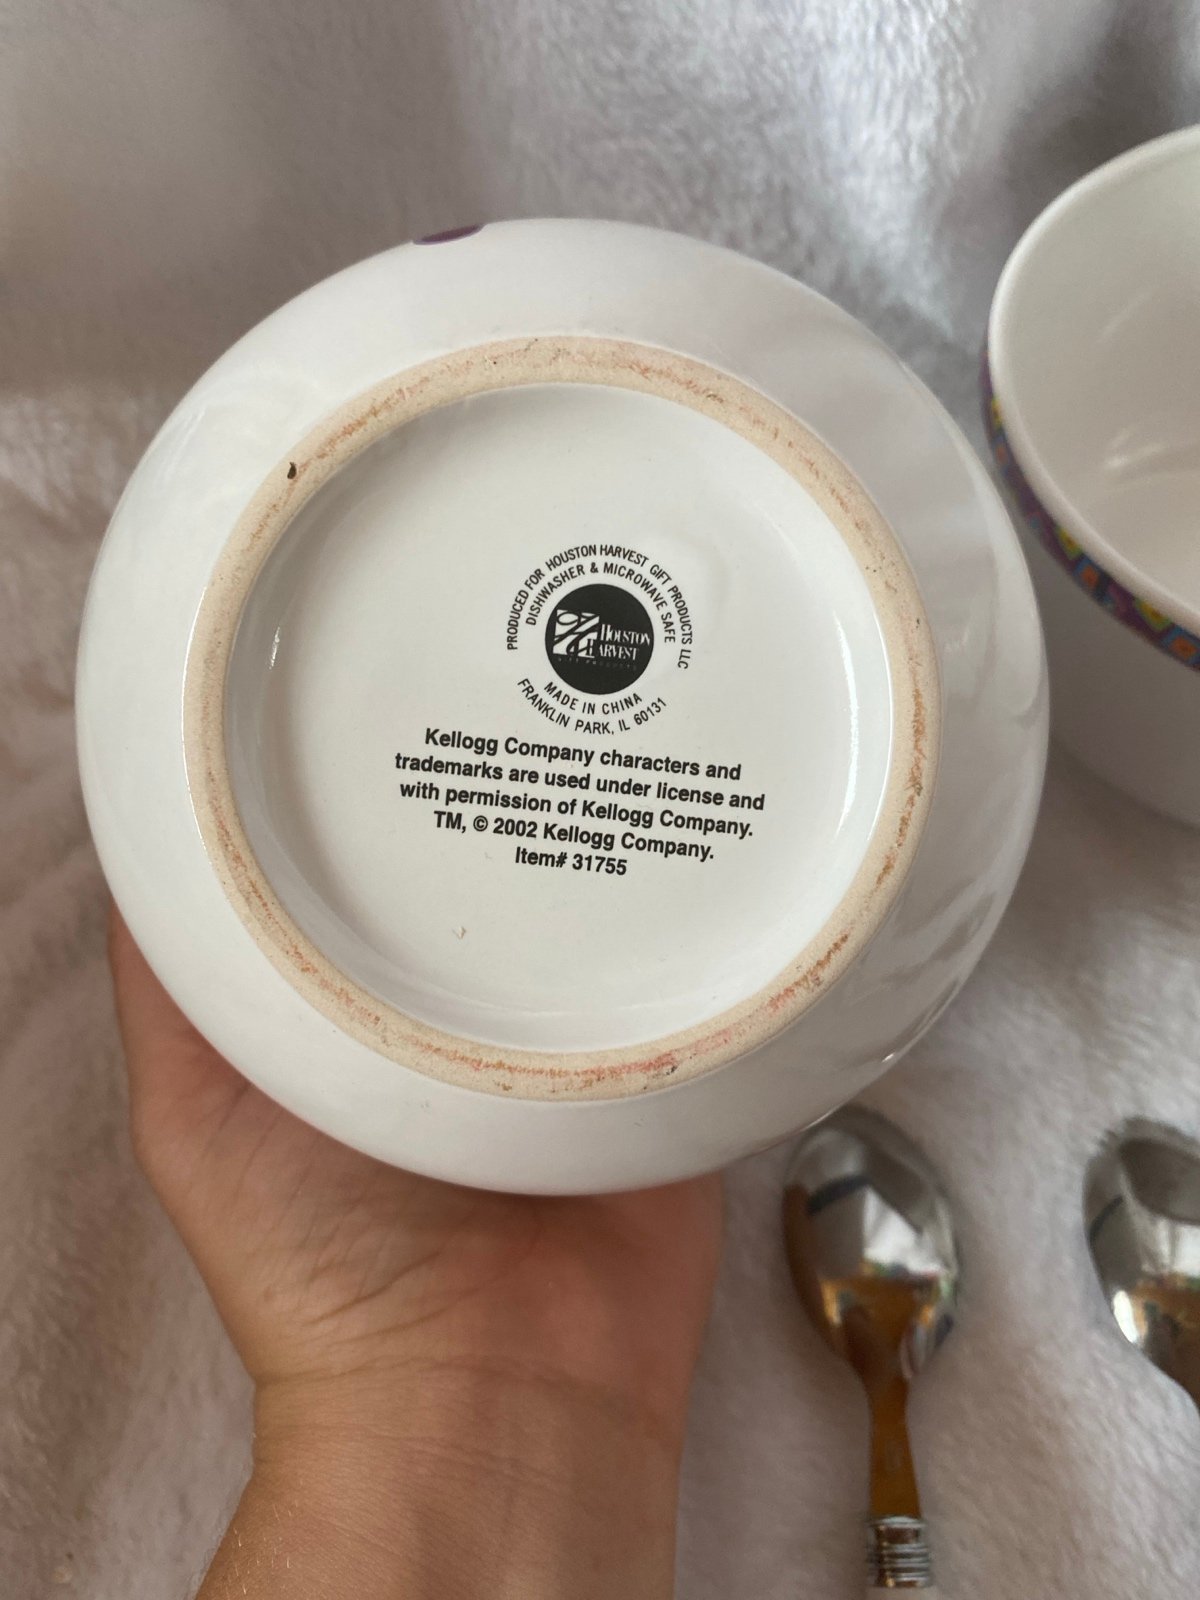 PRODUCED FOR HOUSTON HARVEST GIFT PRODUCTS LLC
DISHWASHER & MICROWAVE SAFE
HOUSTON
HARVEST
GIFT PRODUCTS
MADE IN CHINA
FRANKLIN PARK, IL 60131
Kellogg Company characters and
trademarks are used under license and
with permission of Kellogg Company.
TM, © 2002 Kellogg Company.
Item# 31755